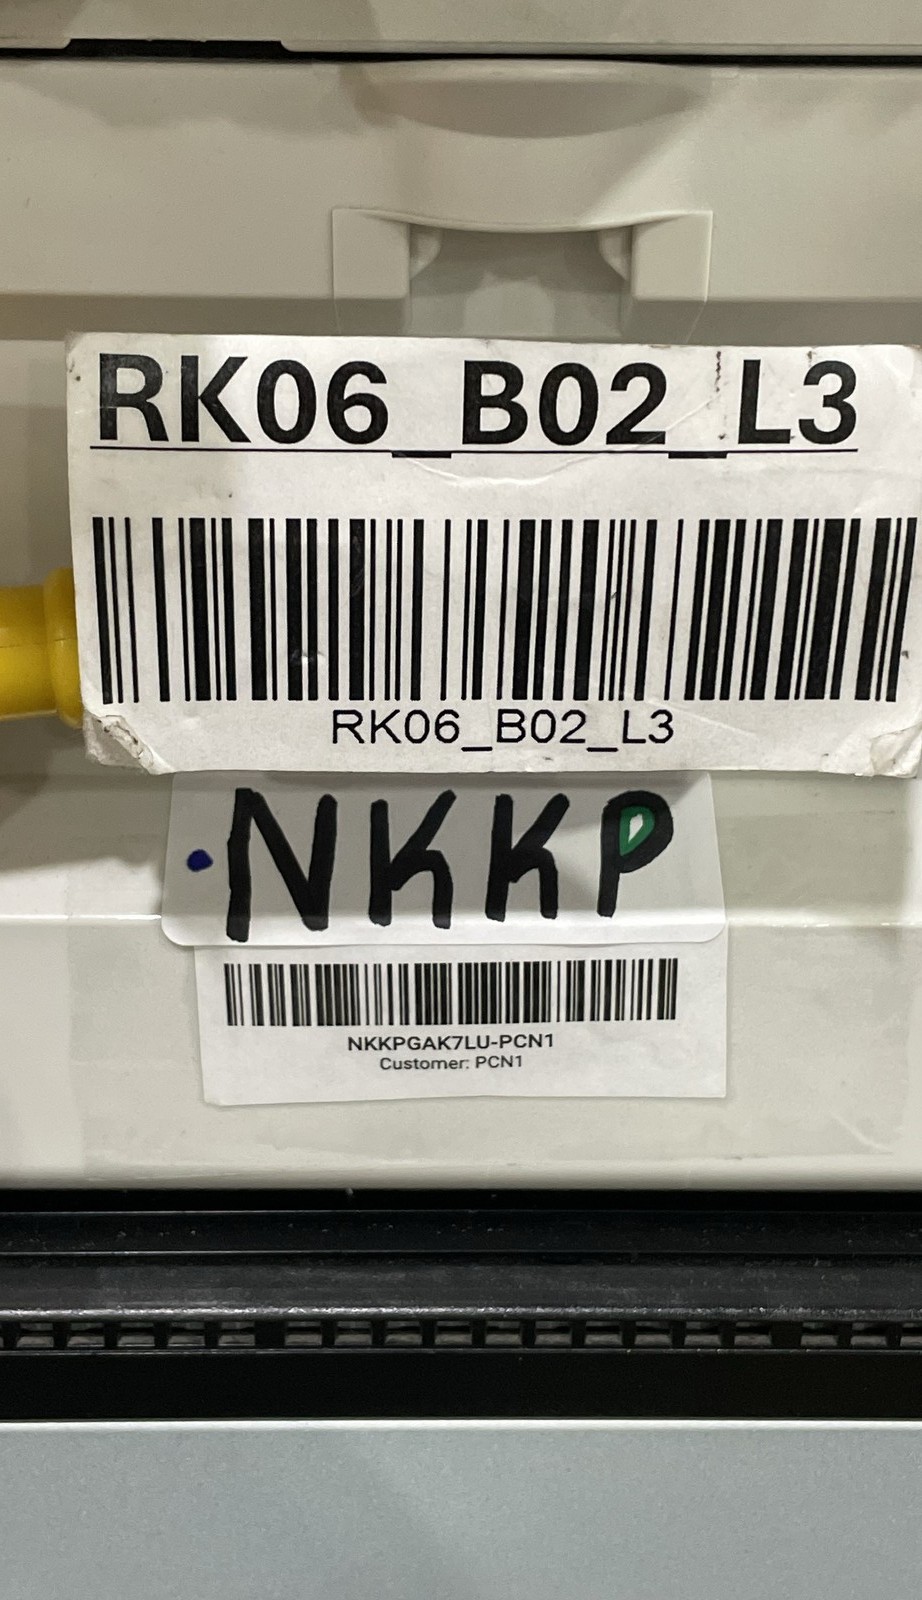 RK06_B02_L3
RK06_B02_L3
NKKP
NKKPGAK7LU-PCN1
Customer: PCN1